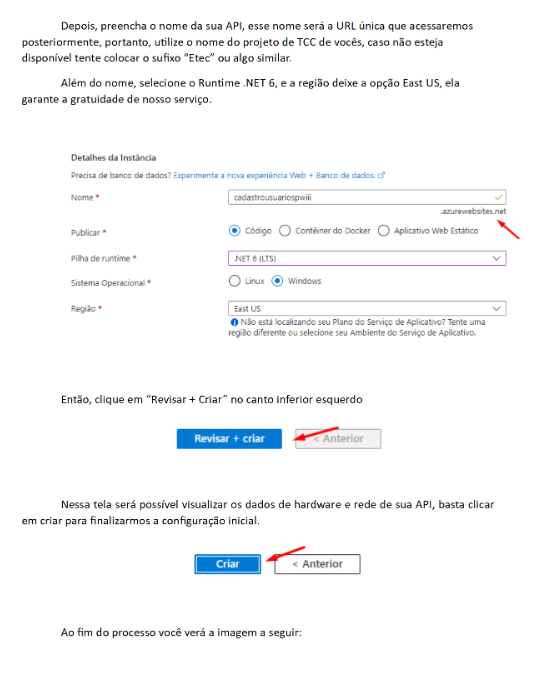 Depois, preencha o nome da sua API, esse nome será a URL única que acessaremos
posteriormente, portanto, utilize o nome do projeto de TCC de vocês, caso não esteja
disponível tente colocar o sufixo “Etec” ou algo similar.
Além do nome, selecione o Runtime .NET 6, e a região deixe a opção East US, ela
garante a gratuidade de nosso serviço.
Detalhes da Instância
Precisa de banco de dados? Experimente a nova experiência Web + Banco de dados.
Nome * cadastrousuariospwiii
.azurewebsites.net
Publicar * Código Contêiner do Docker Aplicativo Web Estático
Pilha de runtime * .NET 6 (LTS)
Sistema Operacional * Linux Windows
Região * East US
Não está localizando seu Plano do Serviço de Aplicativo? Tente uma
região diferente ou selecione seu Ambiente do Serviço de Aplicativo.
Então, clique em “Revisar + Criar” no canto inferior esquerdo
Revisar + criar < Anterior
Nessa tela será possível visualizar os dados de hardware e rede de sua API, basta clicar
em criar para finalizarmos a configuração inicial.
Criar < Anterior
Ao fim do processo você verá a imagem a seguir: